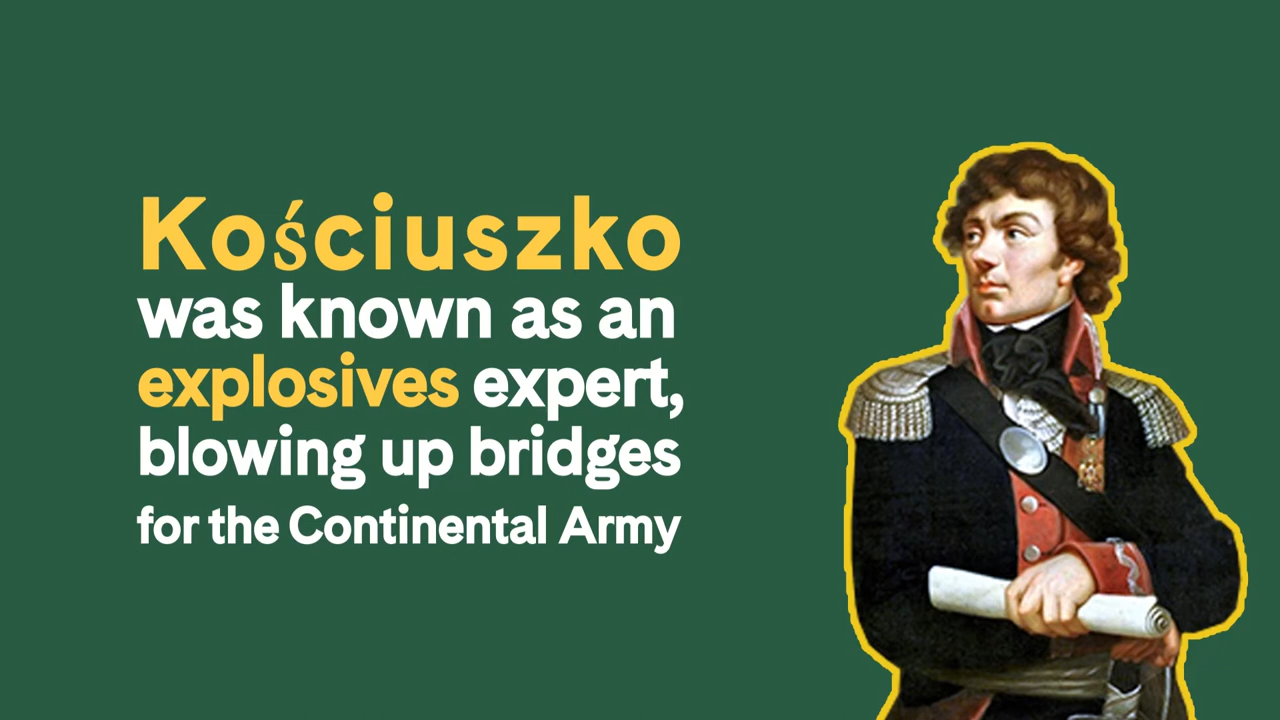 Kościuszko
was known as an
explosives expert,
blowing up bridges
for the Continental Army